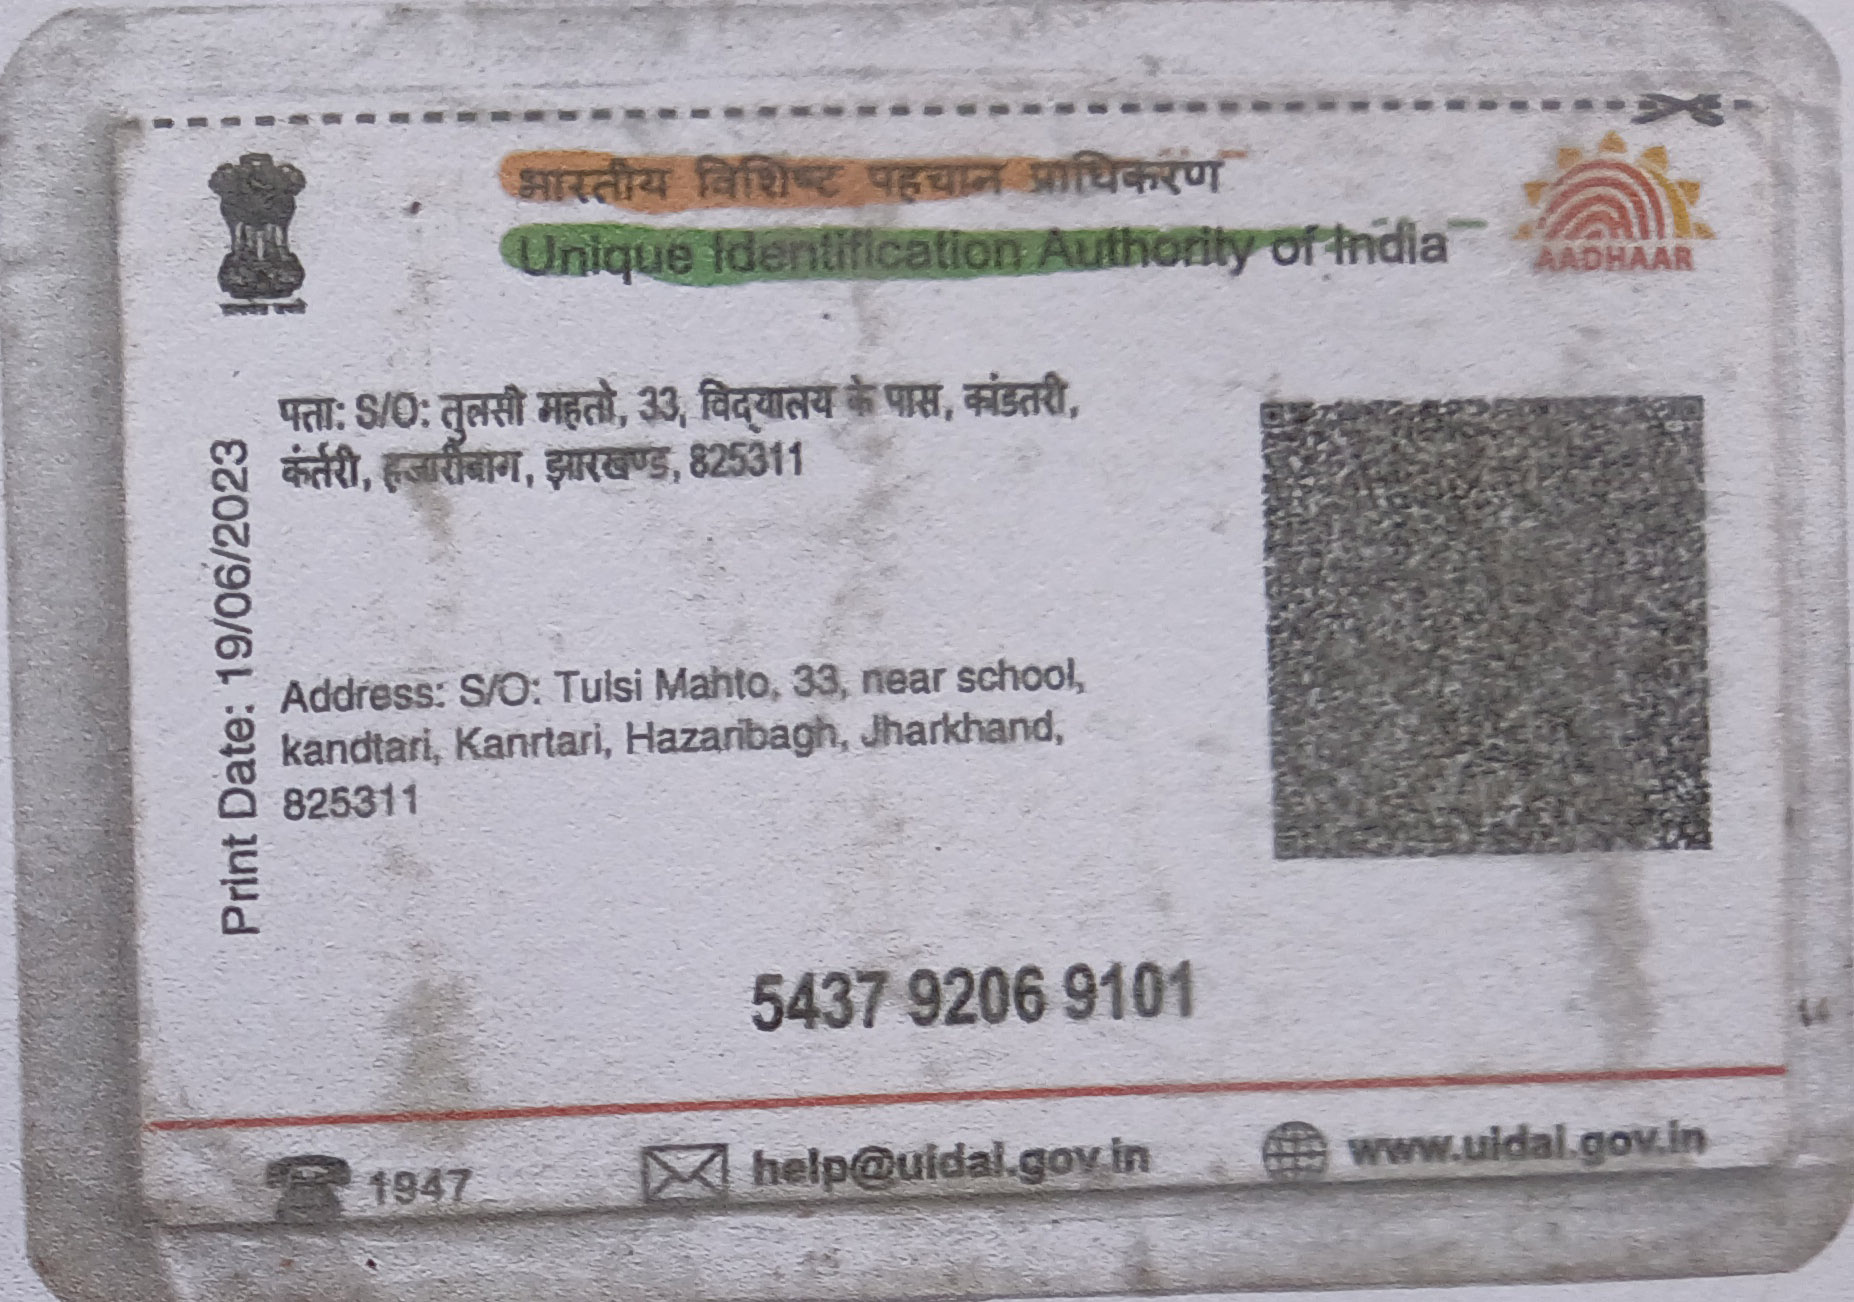 भारतीय विशिष्ट पहचान प्राधिकरण
Unique Identification Authority of India
AADHAAR
पता: S/O: तुलसी महतो, 33, विद्यालय के पास, कांडतरी,
कंर्तरी, हजारीबाग, झारखण्ड, 825311
Print Date: 19/06/2023
Address: S/O: Tulsi Mahto, 33, near school,
kandtari, Kanrtari, Hazaribagh, Jharkhand,
825311
5437 9206 9101
1947
help@uidai.gov.in
www.uidai.gov.in